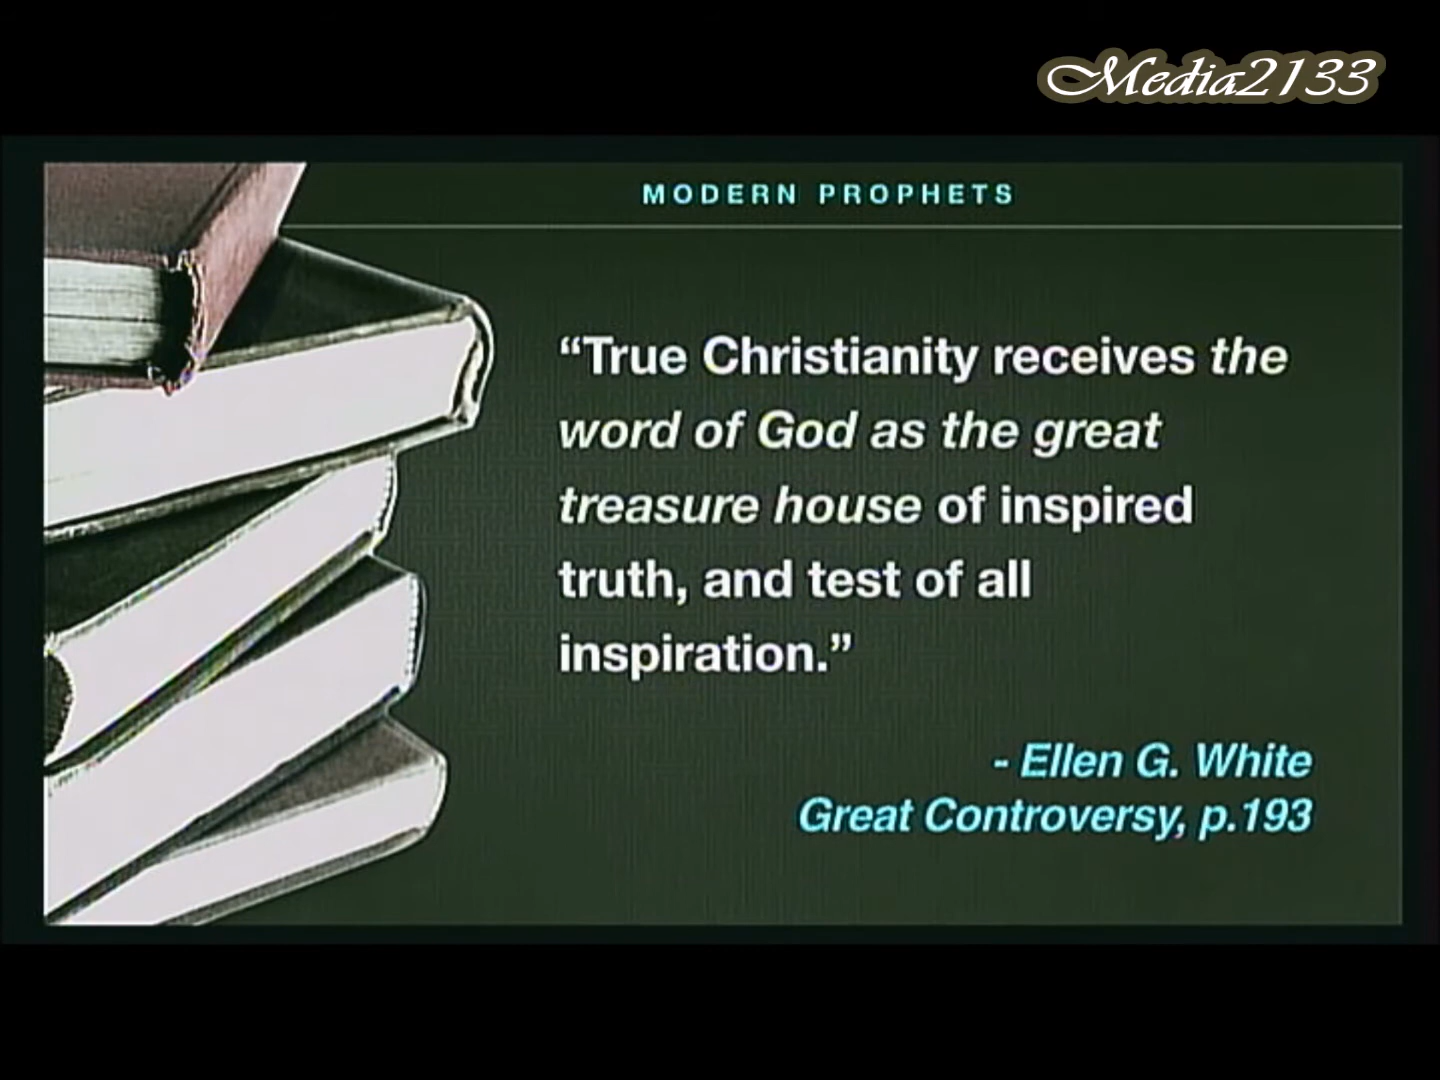 Media2133
MODERN PROPHETS
“True Christianity receives the
word of God as the great
treasure house of inspired
truth, and test of all
inspiration.”
- Ellen G. White
Great Controversy, p.193